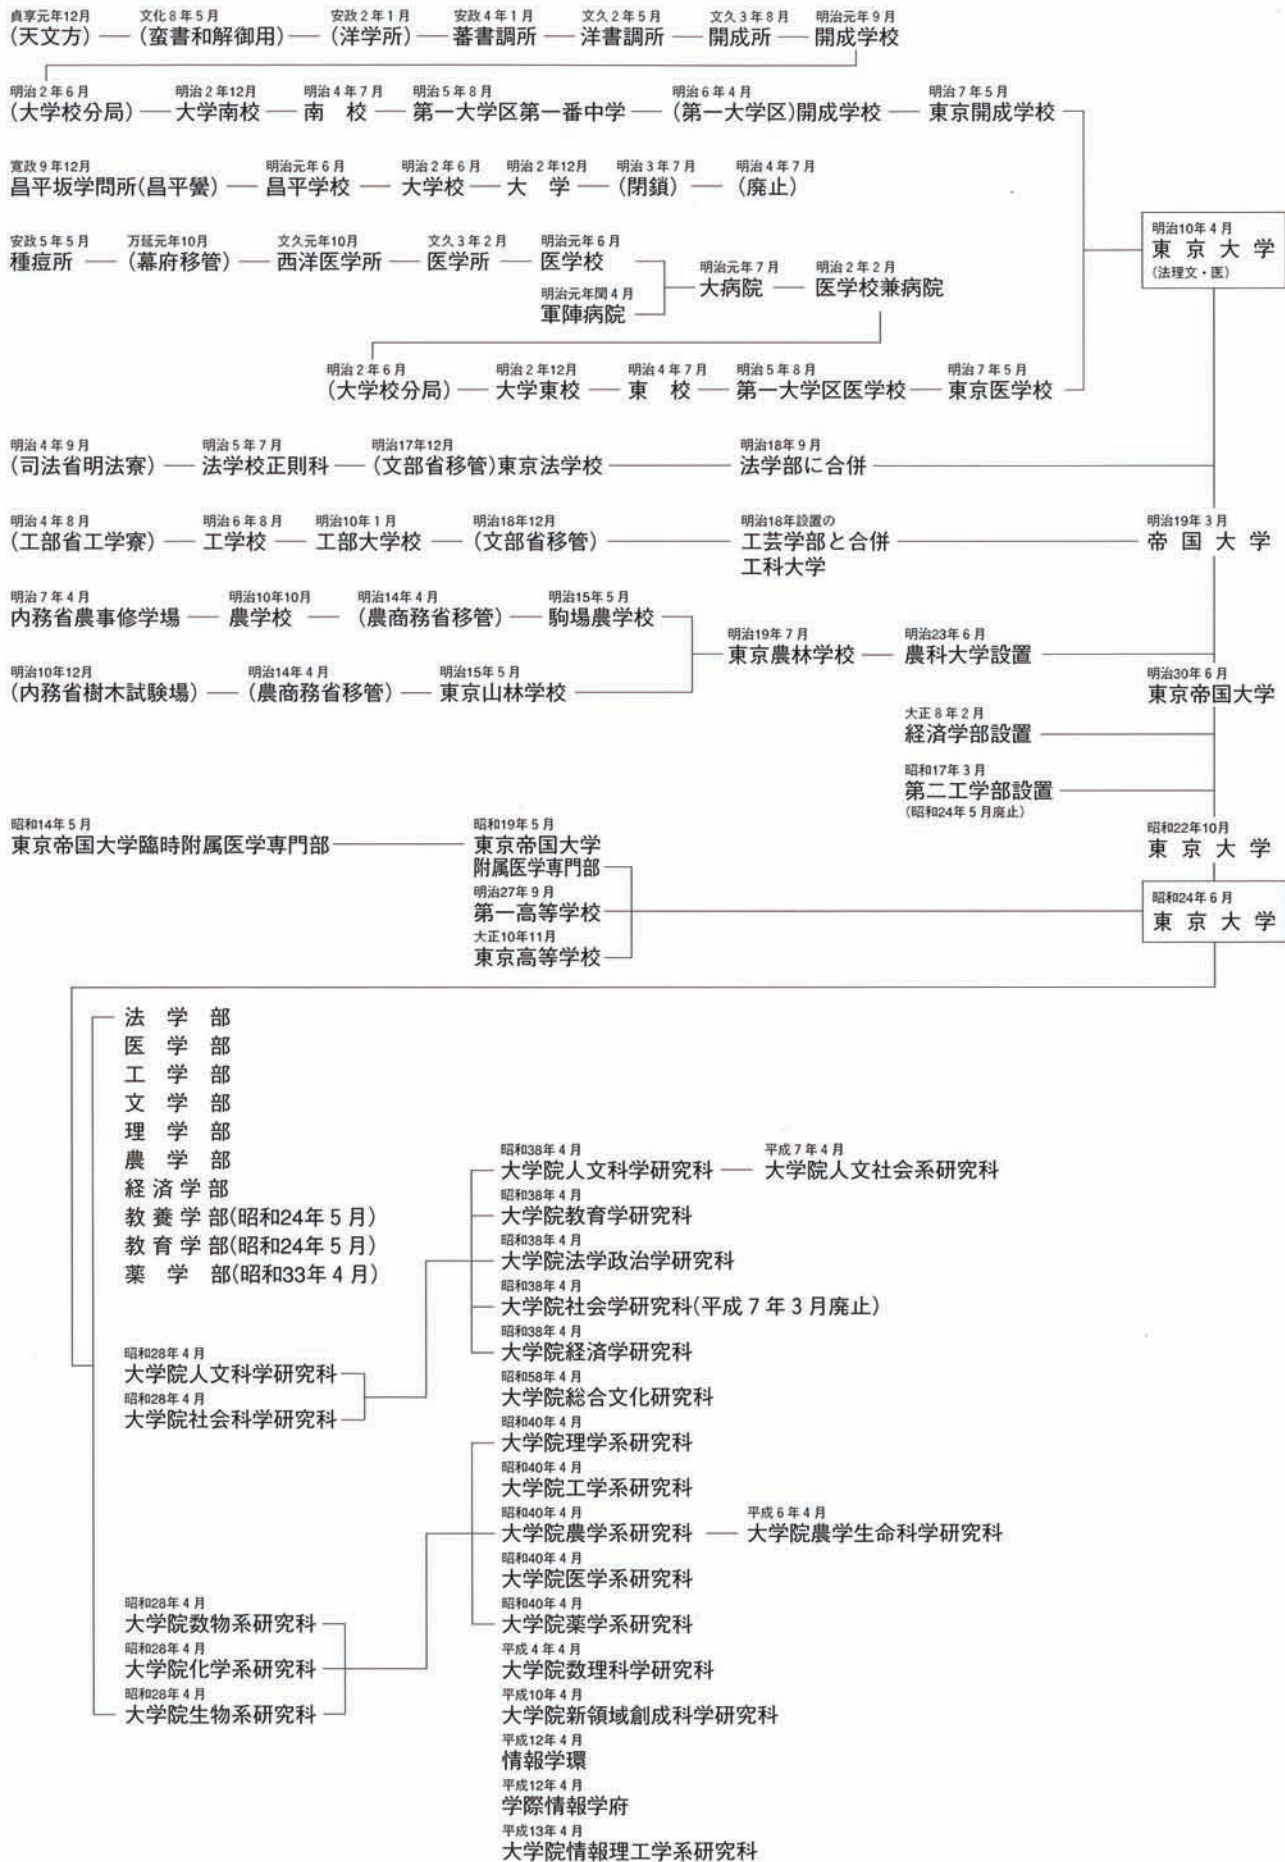 貞享元年12月 文化8年5月 安政2年1月 安政4年1月 文久2年5月 文久3年8月 明治元年9月
(天文方) (蛮書和解御用) (洋学所) 蕃書調所 洋書調所 開成所 開成学校
明治2年6月 明治2年12月 明治4年7月 明治5年8月 明治6年4月 明治7年5月
(大学校分局) 大学南校 南校 第一大学区第一番中学 (第一大学区)開成学校 東京開成学校
寛政9年12月 明治元年6月 明治2年6月 明治2年12月 明治3年7月 明治4年7月
昌平坂学問所(昌平黌) 昌平学校 大学校 大学 (閉鎖) (廃止)
明治10年4月
東京大学
(法理文・医)
安政5年5月 万延元年10月 文久元年10月 文久3年2月 明治元年6月
種痘所 (幕府移管) 西洋医学所 医学所 医学校
明治元年閏4月
軍陣病院
明治元年7月 明治2年2月
大病院 医学校兼病院
明治2年6月 明治2年12月 明治4年7月 明治5年8月 明治7年5月
(大学校分局) 大学東校 東校 第一大学区医学校 東京医学校
明治4年9月 明治5年7月 明治17年12月 明治18年9月
(司法省明法寮) 法学校正則科 (文部省移管)東京法学校 法学部に合併
明治4年8月 明治6年8月 明治10年1月 明治18年12月 明治18年設置の 明治19年3月
(工部省工学寮) 工学校 工部大学校 (文部省移管) 工芸学部と合併 帝国大学
工科大学
明治7年4月 明治10年10月 明治14年4月 明治15年5月
内務省農事修学場 農学校 (農商務省移管) 駒場農学校
明治19年7月 明治23年6月
東京農林学校 農科大学設置
明治10年12月 明治14年4月 明治15年5月 明治30年6月
(内務省樹木試験場) (農商務省移管) 東京山林学校 東京帝国大学
大正8年2月
経済学部設置
昭和17年3月
第二工学部設置
(昭和24年5月廃止)
昭和14年5月 昭和19年5月 昭和22年10月
東京帝国大学臨時附属医学専門部 東京帝国大学 東京大学
附属医学専門部
明治27年9月 昭和24年6月
第一高等学校 東京大学
大正10年11月
東京高等学校
法学部
医学部
工学部
文学部
理学部
農学部
経済学部
教養学部(昭和24年5月)
教育学部(昭和24年5月)
薬学部(昭和33年4月)
昭和28年4月
大学院人文科学研究科
昭和28年4月
大学院社会科学研究科
昭和38年4月 平成7年4月
大学院人文科学研究科 大学院人文社会系研究科
昭和38年4月
大学院教育学研究科
昭和38年4月
大学院法学政治学研究科
昭和38年4月
大学院社会学研究科(平成7年3月廃止)
昭和38年4月
大学院経済学研究科
昭和58年4月
大学院総合文化研究科
昭和28年4月
大学院数物系研究科
昭和28年4月
大学院化学系研究科
昭和28年4月
大学院生物系研究科
昭和40年4月
大学院理学系研究科
昭和40年4月
大学院工学系研究科
昭和40年4月 平成6年4月
大学院農学系研究科 大学院農学生命科学研究科
昭和40年4月
大学院医学系研究科
昭和40年4月
大学院薬学系研究科
平成4年4月
大学院数理科学研究科
平成10年4月
大学院新領域創成科学研究科
平成12年4月
情報学環
平成12年4月
学際情報学府
平成13年4月
大学院情報理工学系研究科